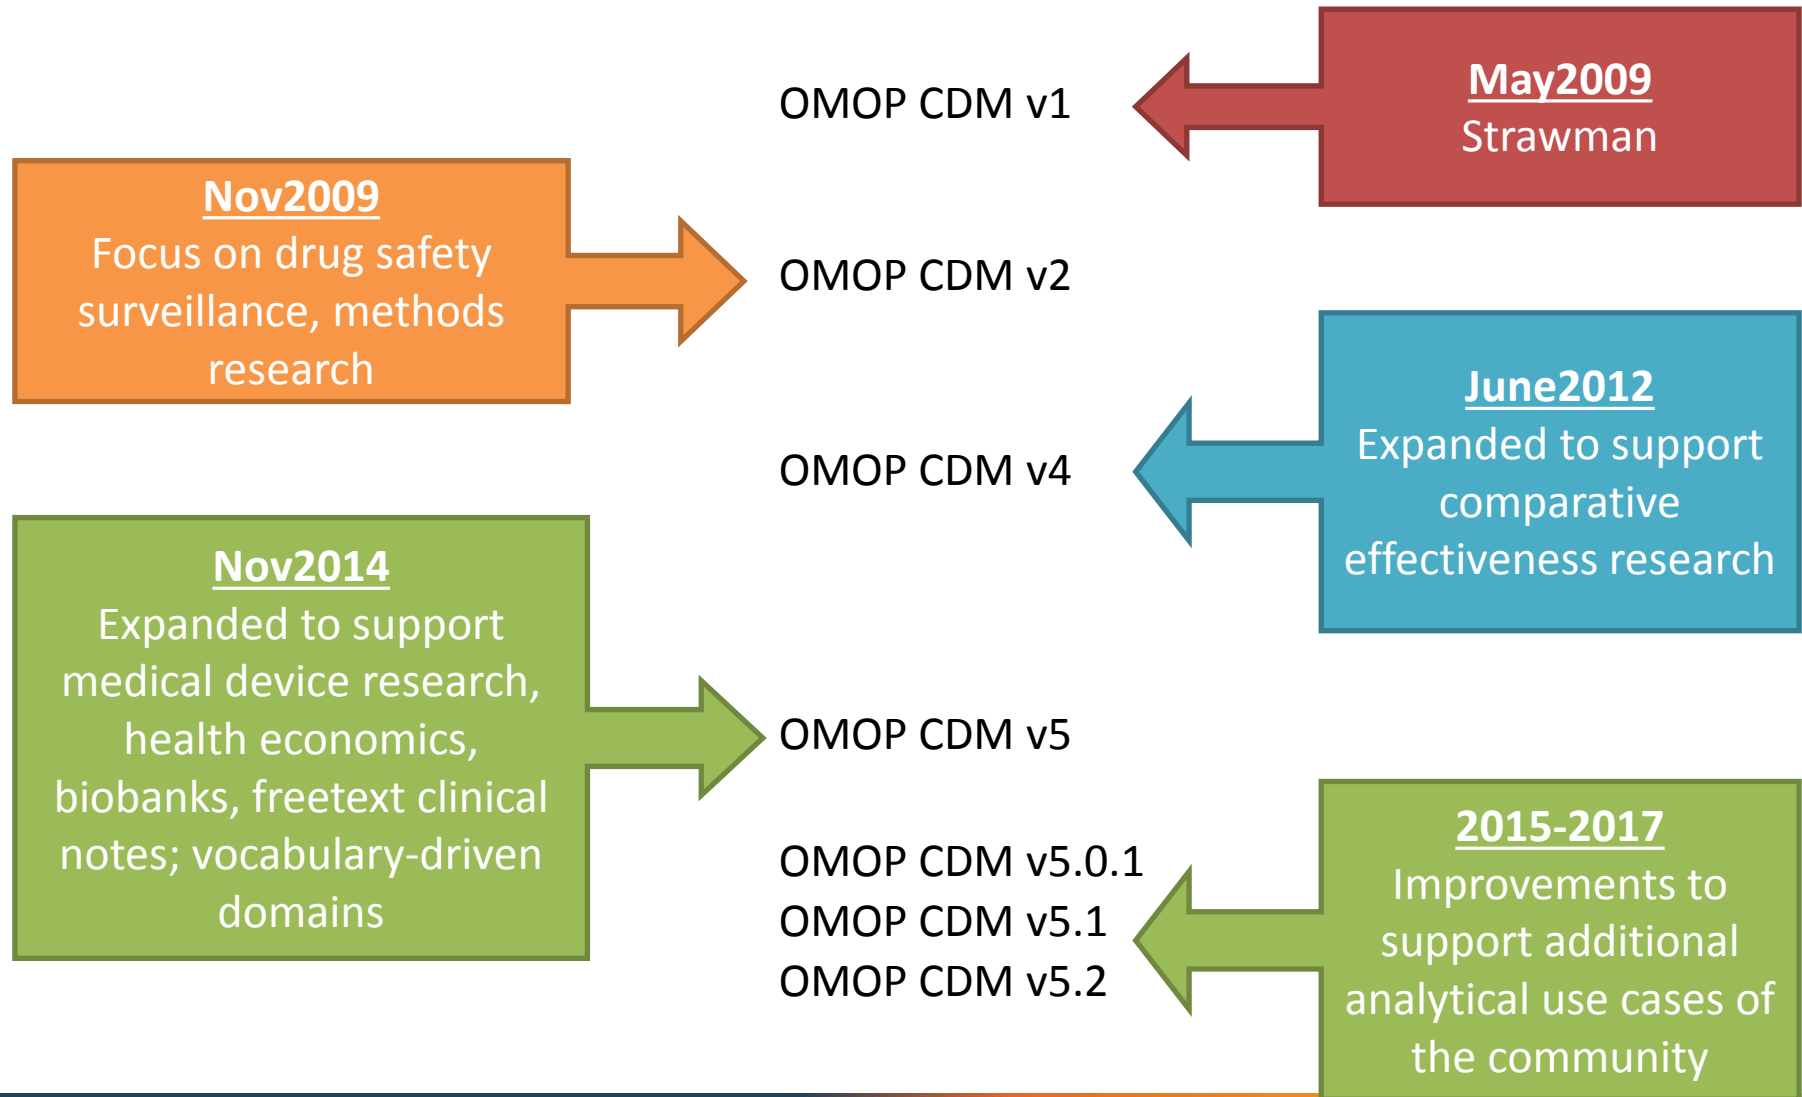 OMOP CDM v1
May2009
Strawman
Nov2009
Focus on drug safety
surveillance, methods
research
OMOP CDM v2
June2012
Expanded to support
comparative
effectiveness research
OMOP CDM v4
Nov2014
Expanded to support
medical device research,
health economics,
biobanks, freetext clinical
notes; vocabulary-driven
domains
OMOP CDM v5
OMOP CDM v5.0.1
OMOP CDM v5.1
OMOP CDM v5.2
2015-2017
Improvements to
support additional
analytical use cases of
the community